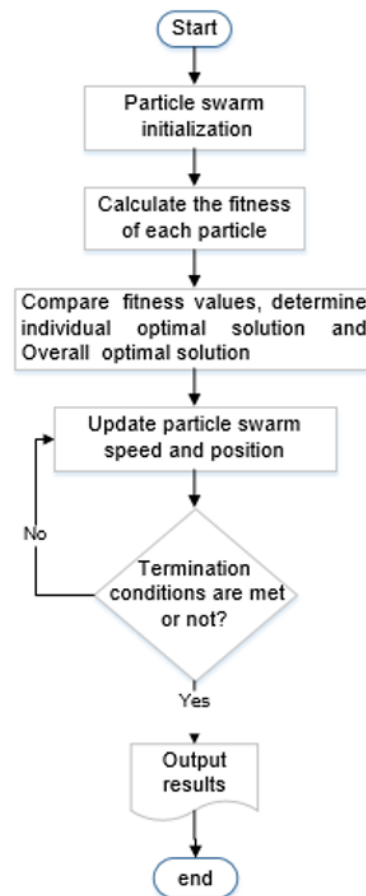 Start
Particle swarm
initialization
Calculate the fitness
of each particle
Compare fitness values, determine
individual optimal solution and
Overall optimal solution
Update particle swarm
speed and position
No
Termination
conditions are met
or not?
Yes
Output
results
end